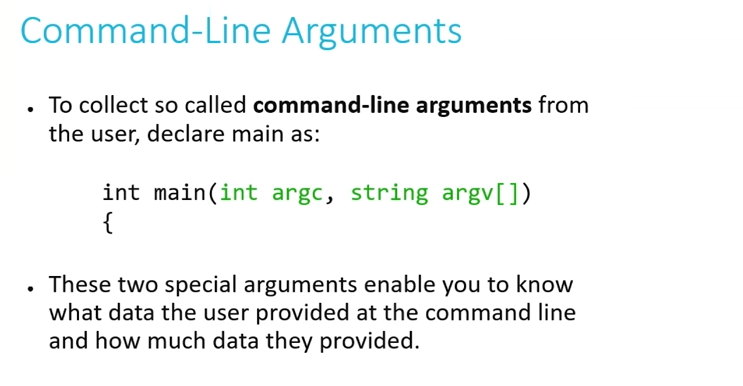 Command-Line Arguments
• To collect so called command-line arguments from
the user, declare main as:
int main(int argc, string argv[])
{
• These two special arguments enable you to know
what data the user provided at the command line
and how much data they provided.